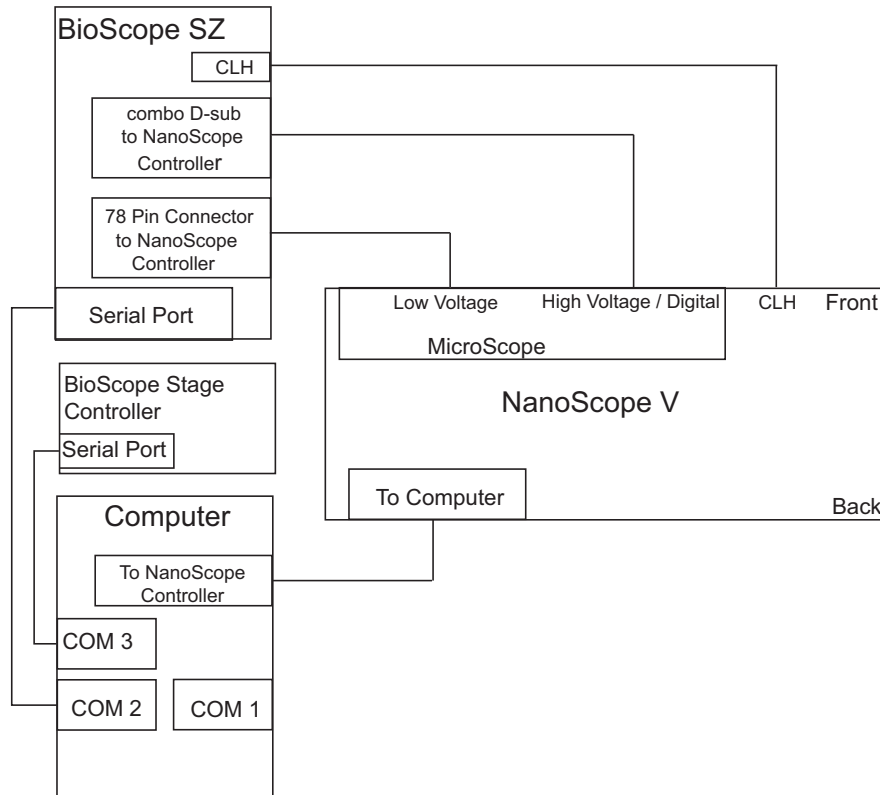 BioScope SZ
CLH
combo D-sub
to NanoScope
Controller
78 Pin Connector
to NanoScope
Controller
Serial Port
Low Voltage
High Voltage / Digital
CLH
Front
MicroScope
NanoScope V
To Computer
Back
BioScope Stage
Controller
Serial Port
Computer
To NanoScope
Controller
COM 3
COM 2
COM 1